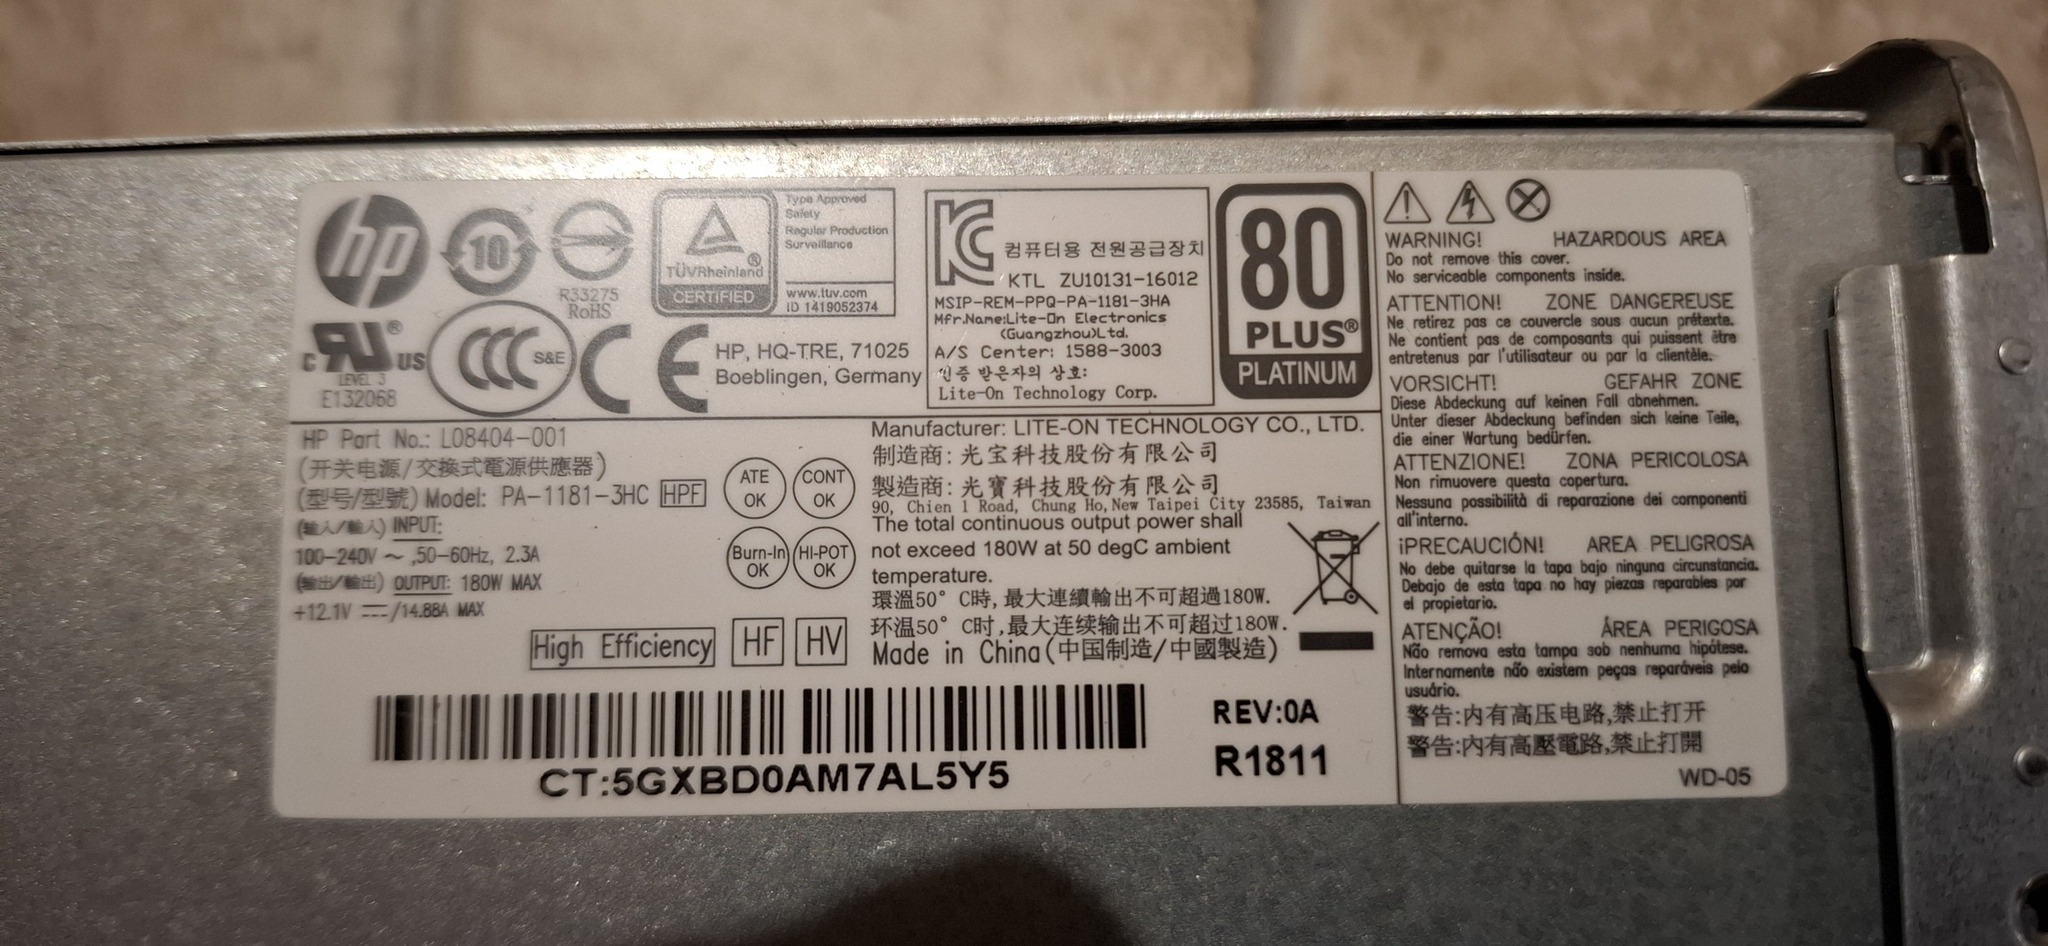 hp
10
R33275
RoHS
TÜVRheinland®
CERTIFIED
Type Approved
Safety
Regular Production
Surveillance
www.tuv.com
ID 1419052374
컴퓨터용 전원공급장치
KTL ZU10131-16012
MSIP-REM-PPQ-PA-1181-3HA
Mfr.Name:Lite-On Electronics
(Guangzhou)Ltd.
A/S Center: 1588-3003
인증 받은자의 상호:
Lite-On Technology Corp.
80
PLUS®
PLATINUM
C RU® US
LEVEL 3
E132068
CCC S&E
CE
HP, HQ-TRE, 71025
Boeblingen, Germany
HP Part No.: L08404-001
(开关电源/交換式電源供應器)
(型号/型號) Model: PA-1181-3HC HPF
(输入/輸入) INPUT:
100-240V ~ ,50-60Hz, 2.3A
(输出/輸出) OUTPUT: 180W MAX
+12.1V ⎓/14.88A MAX
ATE OK
CONT OK
Burn-In OK
HI-POT OK
High Efficiency
HF
HV
Manufacturer: LITE-ON TECHNOLOGY CO., LTD.
制造商: 光宝科技股份有限公司
製造商: 光寶科技股份有限公司
90, Chien 1 Road, Chung Ho,New Taipei City 23585, Taiwan
The total continuous output power shall
not exceed 180W at 50 degC ambient
temperature.
環溫50° C時,最大連續輸出不可超過180W.
环温50° C时,最大连续输出不可超过180W.
Made in China(中国制造/中國製造)
CT:5GXBD0AM7AL5Y5
REV:0A
R1811
WARNING! HAZARDOUS AREA
Do not remove this cover.
No serviceable components inside.
ATTENTION! ZONE DANGEREUSE
Ne retirez pas ce couvercle sous aucun prétexte.
Ne contient pas de composants qui puissent être
entretenus par l'utilisateur ou par la clientèle.
VORSICHT! GEFAHR ZONE
Diese Abdeckung auf keinen Fall abnehmen.
Unter dieser Abdeckung befinden sich keine Teile,
die einer Wartung bedürfen.
ATTENZIONE! ZONA PERICOLOSA
Non rimuovere questa copertura.
Nessuna possibilità di reparazione dei componenti
all'interno.
¡PRECAUCIÓN! AREA PELIGROSA
No debe quitarse la tapa bajo ninguna circunstancia.
Debajo de esta tapa no hay piezas reparables por
el propietario.
ATENÇÃO! ÁREA PERIGOSA
Não remova esta tampa sob nenhuma hipótese.
Internamente não existem peças reparáveis pelo
usuário.
警告:内有高压电路,禁止打开
警告:內有高壓電路,禁止打開
WD-05